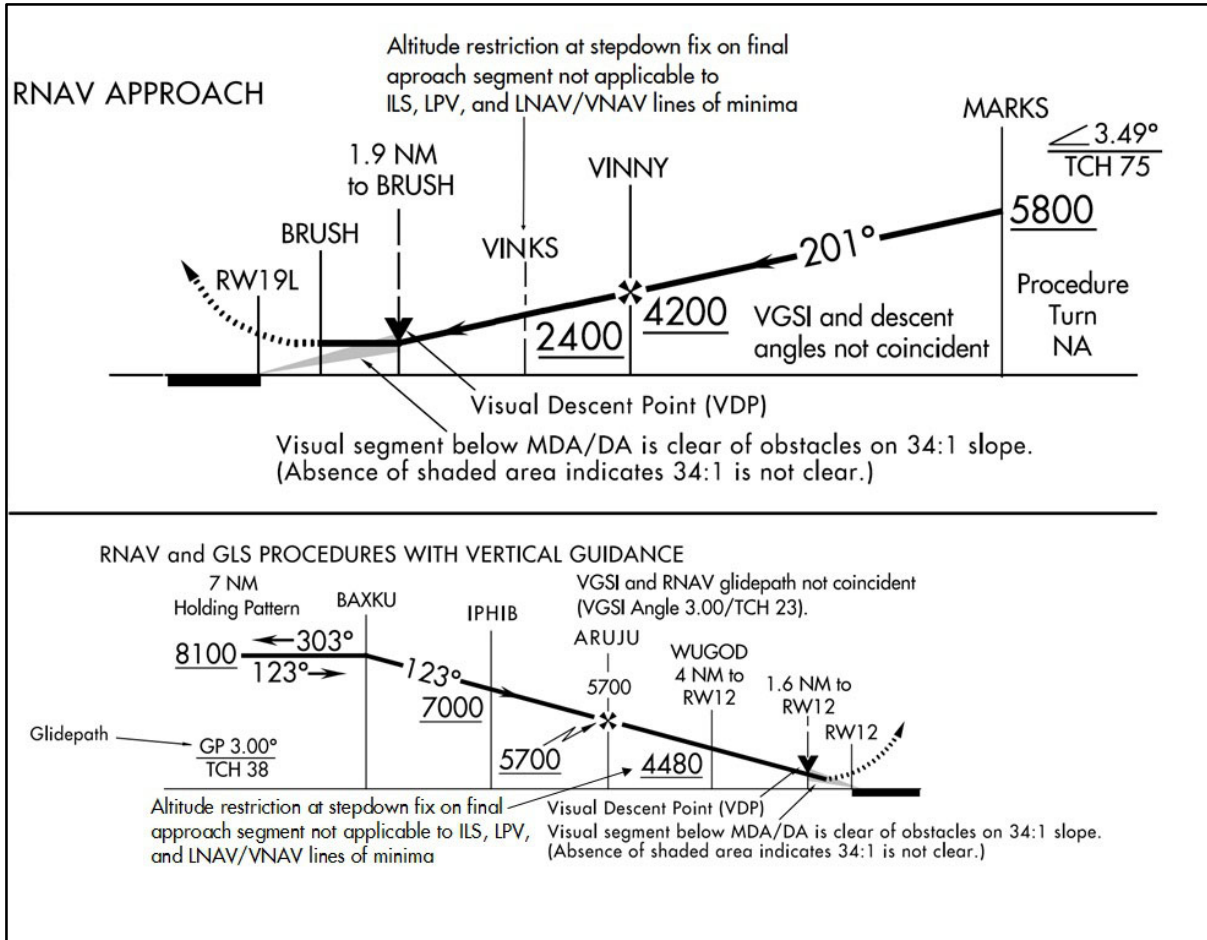 RNAV APPROACH
Altitude restriction at stepdown fix on final
aproach segment not applicable to
ILS, LPV, and LNAV/VNAV lines of minima
MARKS
3.49°
TCH 75
1.9 NM
to BRUSH
VINNY
5800
BRUSH
VINKS
201°
RW19L
Procedure
Turn
NA
4200
2400
VGSI and descent
angles not coincident
Visual Descent Point (VDP)
Visual segment below MDA/DA is clear of obstacles on 34:1 slope.
(Absence of shaded area indicates 34:1 is not clear.)
RNAV and GLS PROCEDURES WITH VERTICAL GUIDANCE
7 NM
Holding Pattern
BAXKU
IPHIB
VGSI and RNAV glidepath not coincident
(VGSI Angle 3.00/TCH 23).
ARUJU
WUGOD
4 NM to
RW12
1.6 NM to
RW12
RW12
303°
8100
123°
123°
7000
5700
5700
4480
Glidepath
GP 3.00°
TCH 38
Altitude restriction at stepdown fix on final
approach segment not applicable to ILS, LPV,
and LNAV/VNAV lines of minima
Visual Descent Point (VDP)
Visual segment below MDA/DA is clear of obstacles on 34:1 slope.
(Absence of shaded area indicates 34:1 is not clear.)